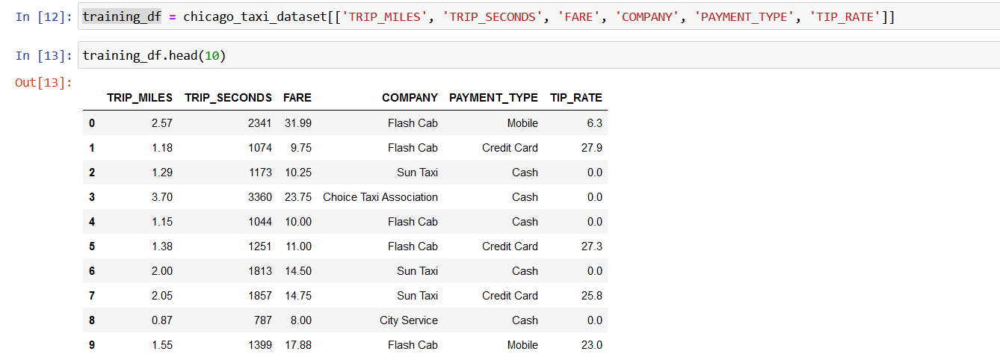 In [12]: training_df = chicago_taxi_dataset[['TRIP_MILES', 'TRIP_SECONDS', 'FARE', 'COMPANY', 'PAYMENT_TYPE', 'TIP_RATE']]
In [13]: training_df.head(10)
Out[13]:
TRIP_MILES TRIP_SECONDS FARE COMPANY PAYMENT_TYPE TIP_RATE
0 2.57 2341 31.99 Flash Cab Mobile 6.3
1 1.18 1074 9.75 Flash Cab Credit Card 27.9
2 1.29 1173 10.25 Sun Taxi Cash 0.0
3 3.70 3360 23.75 Choice Taxi Association Cash 0.0
4 1.15 1044 10.00 Flash Cab Cash 0.0
5 1.38 1251 11.00 Flash Cab Credit Card 27.3
6 2.00 1813 14.50 Sun Taxi Cash 0.0
7 2.05 1857 14.75 Sun Taxi Credit Card 25.8
8 0.87 787 8.00 City Service Cash 0.0
9 1.55 1399 17.88 Flash Cab Mobile 23.0